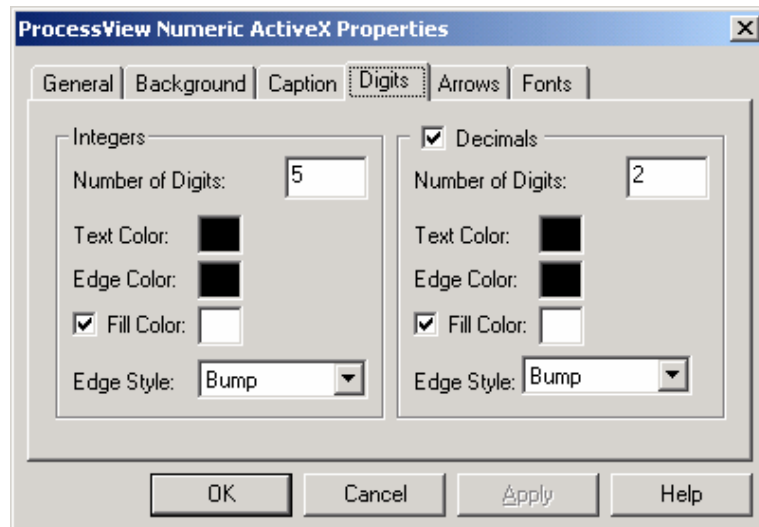 ProcessView Numeric ActiveX Properties
General Background Caption Digits Arrows Fonts
Integers
Number of Digits: 5
Text Color:
Edge Color:
Fill Color:
Edge Style: Bump
Decimals
Number of Digits: 2
Text Color:
Edge Color:
Fill Color:
Edge Style: Bump
OK Cancel Apply Help